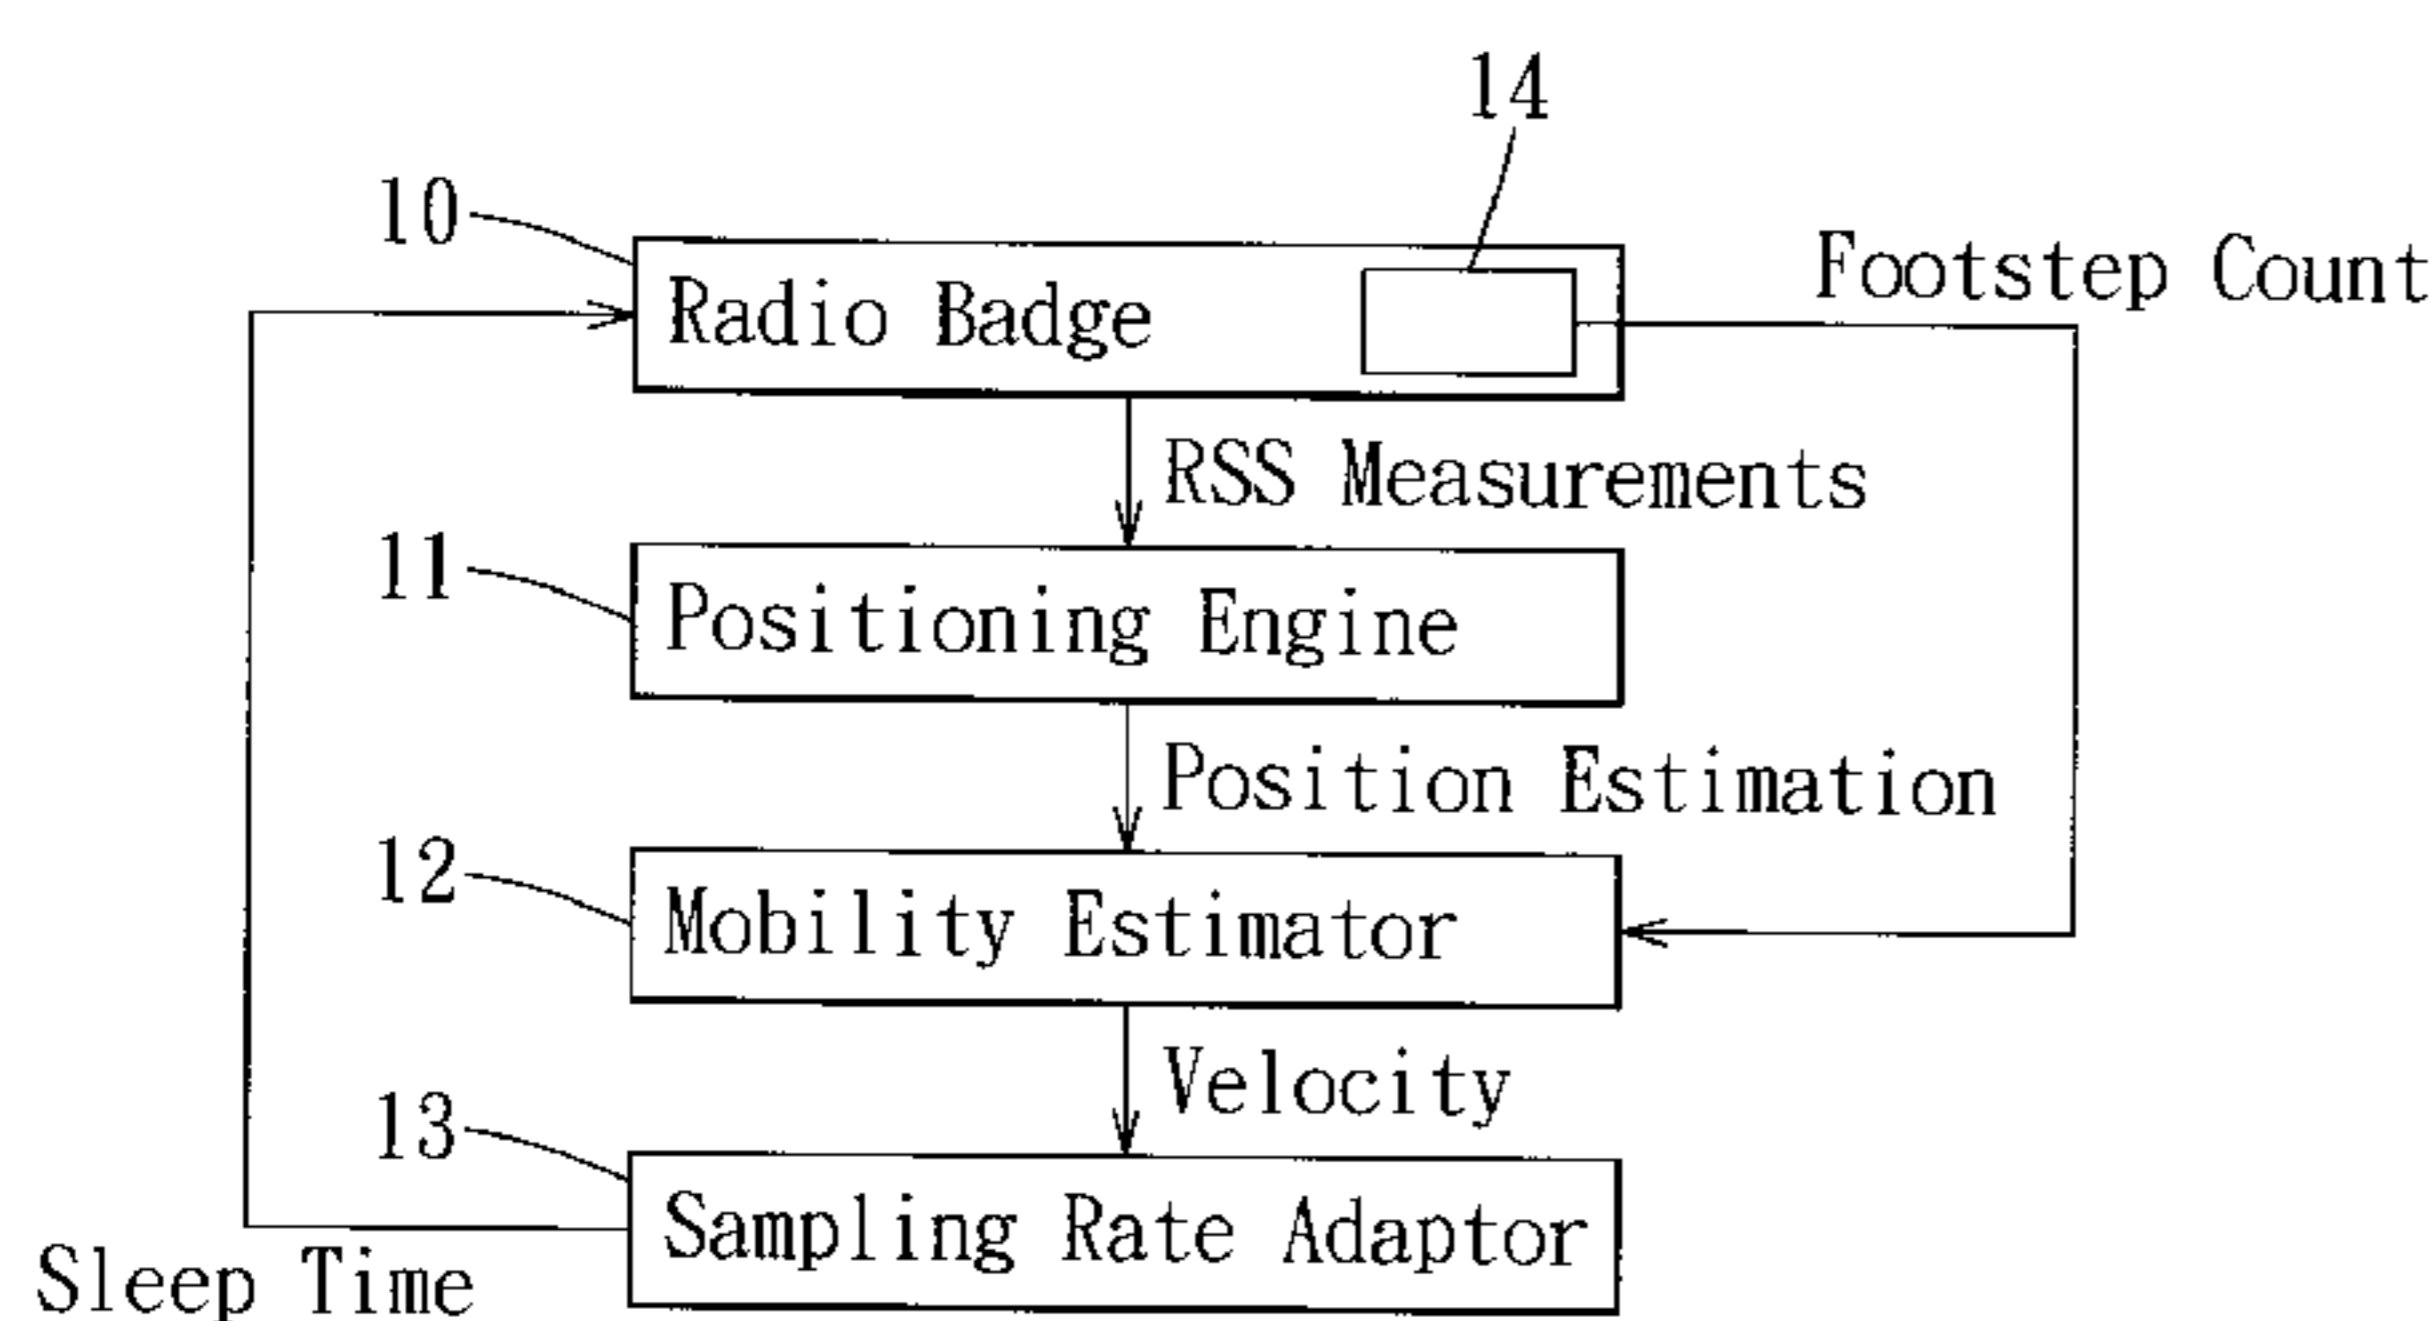 14
10
Radio Badge
Footstep Count
RSS Measurements
11
Positioning Engine
Position Estimation
12
Mobility Estimator
Velocity
13
Sampling Rate Adaptor
Sleep Time